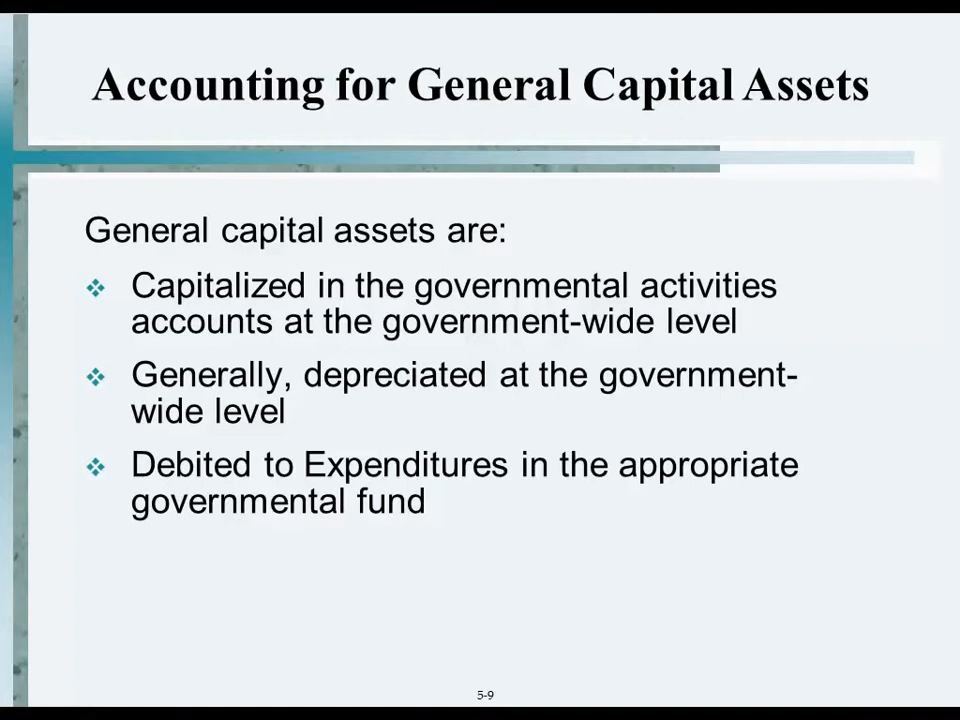 Accounting for General Capital Assets
General capital assets are:
Capitalized in the governmental activities
accounts at the government-wide level
Generally, depreciated at the government-
wide level
Debited to Expenditures in the appropriate
governmental fund
5-9